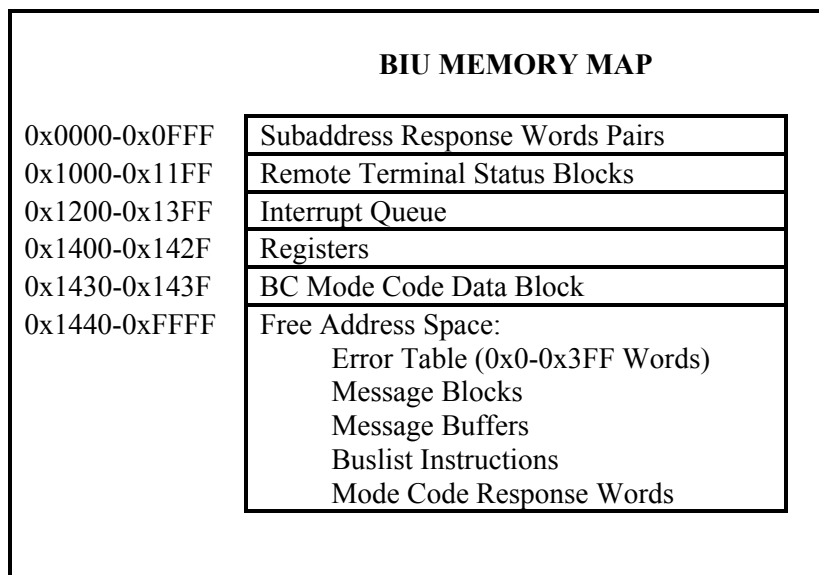 BIU MEMORY MAP
0x0000-0x0FFF Subaddress Response Words Pairs
0x1000-0x11FF Remote Terminal Status Blocks
0x1200-0x13FF Interrupt Queue
0x1400-0x142F Registers
0x1430-0x143F BC Mode Code Data Block
0x1440-0xFFFF Free Address Space:
Error Table (0x0-0x3FF Words)
Message Blocks
Message Buffers
Buslist Instructions
Mode Code Response Words